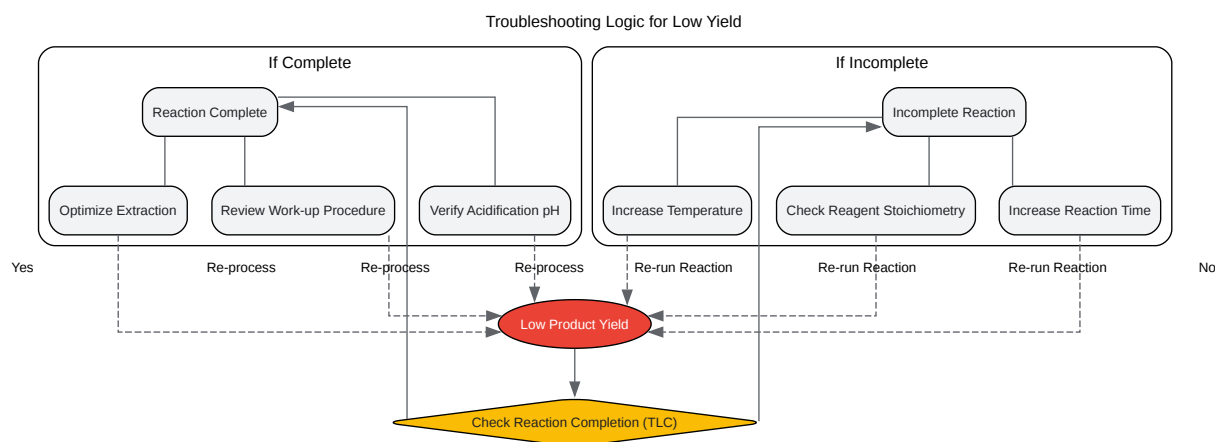 Troubleshooting Logic for Low Yield
If Complete
If Incomplete
Reaction Complete
Incomplete Reaction
Optimize Extraction
Review Work-up Procedure
Verify Acidification pH
Increase Temperature
Check Reagent Stoichiometry
Increase Reaction Time
Yes
Re-process
Re-process
Re-process
Re-run Reaction
Re-run Reaction
Re-run Reaction
No
Low Product Yield
Check Reaction Completion (TLC)